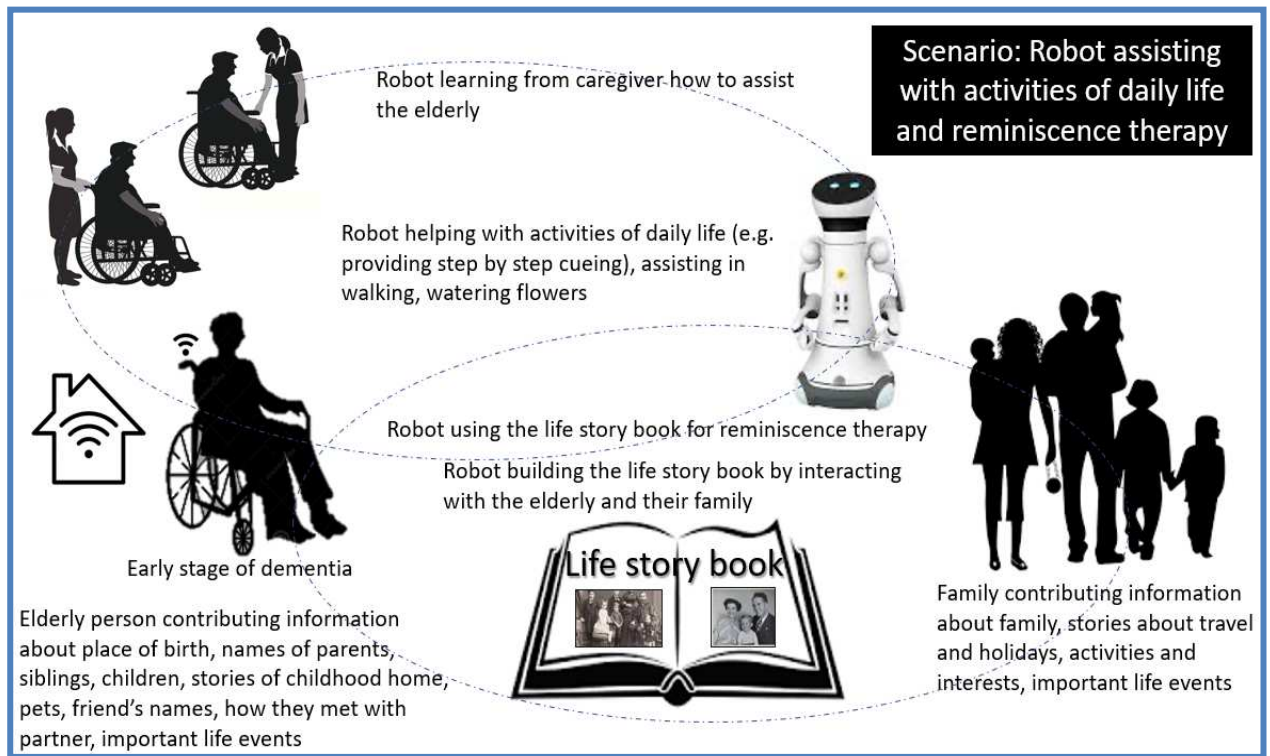 Scenario: Robot assisting
with activities of daily life
and reminiscence therapy
Robot learning from caregiver how to assist
the elderly
Robot helping with activities of daily life (e.g.
providing step by step cueing), assisting in
walking, watering flowers
Robot using the life story book for reminiscence therapy
Robot building the life story book by interacting
with the elderly and their family
Life story book
Early stage of dementia
Elderly person contributing information
about place of birth, names of parents,
siblings, children, stories of childhood home,
pets, friend's names, how they met with
partner, important life events
Family contributing information
about family, stories about travel
and holidays, activities and
interests, important life events